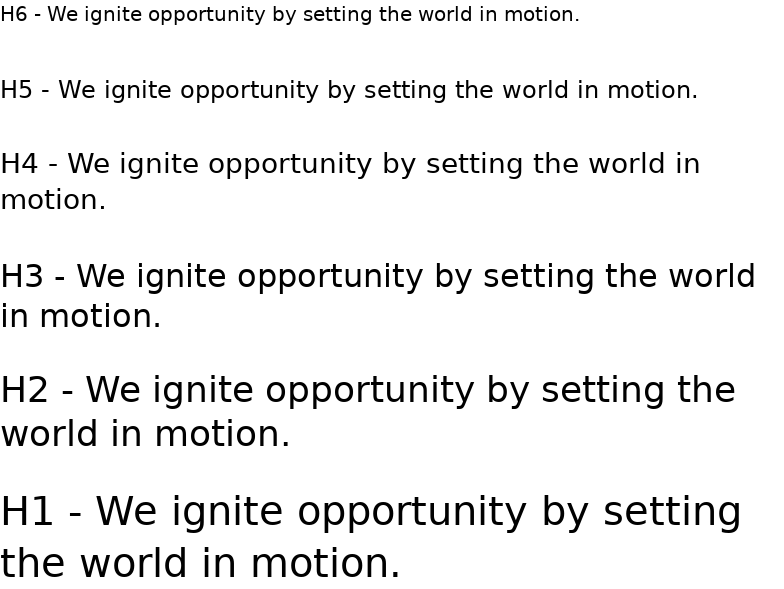 H6 - We ignite opportunity by setting the world in motion.
H5 - We ignite opportunity by setting the world in motion.
H4 - We ignite opportunity by setting the world in
motion.
H3 - We ignite opportunity by setting the world
in motion.
H2 - We ignite opportunity by setting the
world in motion.
H1 - We ignite opportunity by setting
the world in motion.